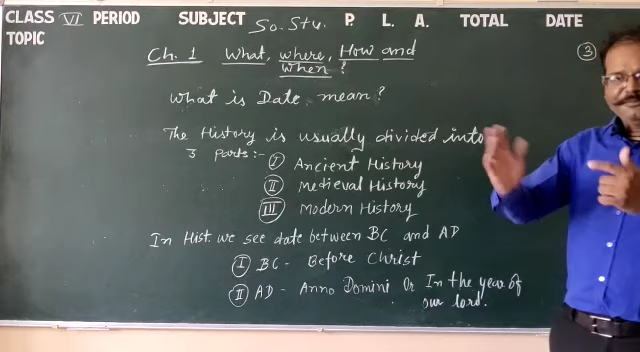 CLASS VI PERIOD SUBJECT So. Stu. P. L. A. TOTAL DATE
TOPIC
Ch. 1 What, where, How and
When ?
3
What is Date mean?
The History is usually divided into
3 parts:-
I Ancient History
II Medieval History
III Modern History
In Hist. we see date between BC and AD
I BC - Before Christ
II AD - Anno Domini Or In the year of
our lord.